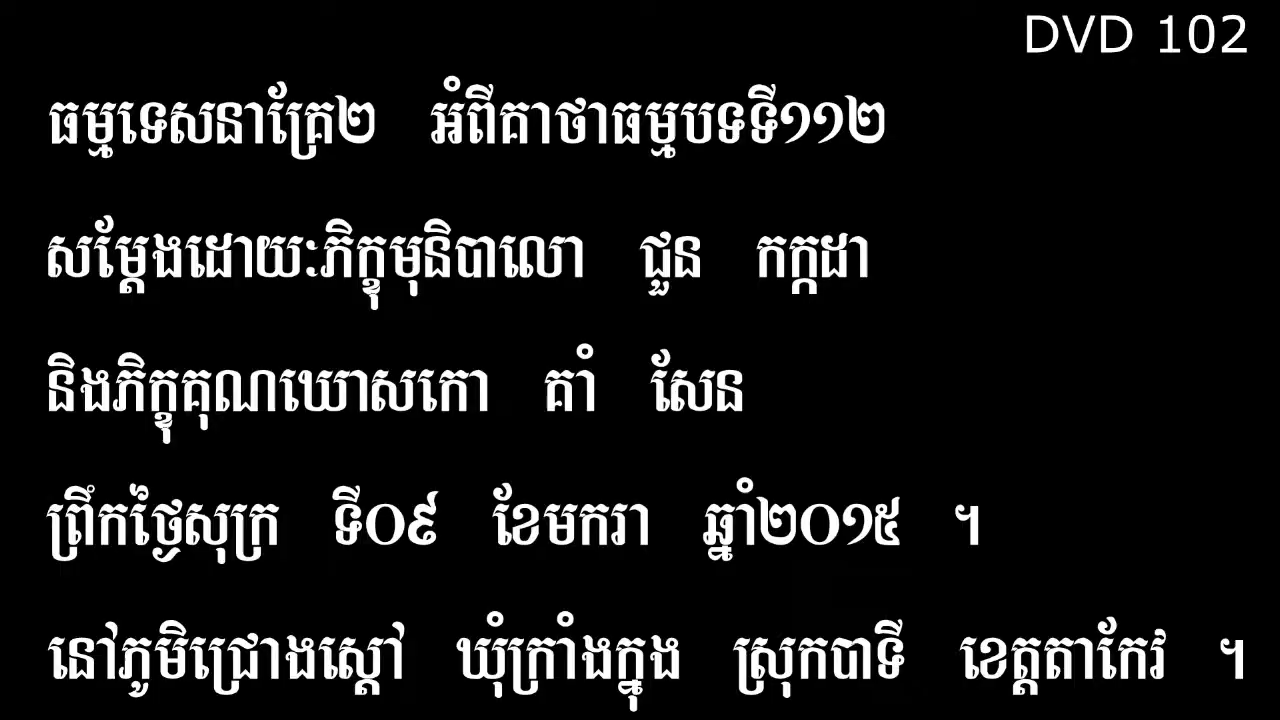 DVD 102
ធម្មទេសនាគ្រែ២ អំពីគាថាធម្មបទទី១១២
សម្តែងដោយៈភិក្ខុមុនិបាលោ ជួន កក្កដា
និងភិក្ខុគុណឃោសកោ គាំ សែន
ព្រឹកថ្ងៃសុក្រ ទី០៩ ខែមករា ឆ្នាំ២០១៥ ។
នៅភូមិជ្រោងស្តៅ ឃុំក្រាំងក្នុង ស្រុកបាទី ខេត្តតាកែវ ។